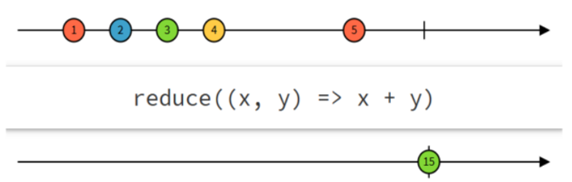 1 2 3 4 5
reduce((x, y) => x + y)
15